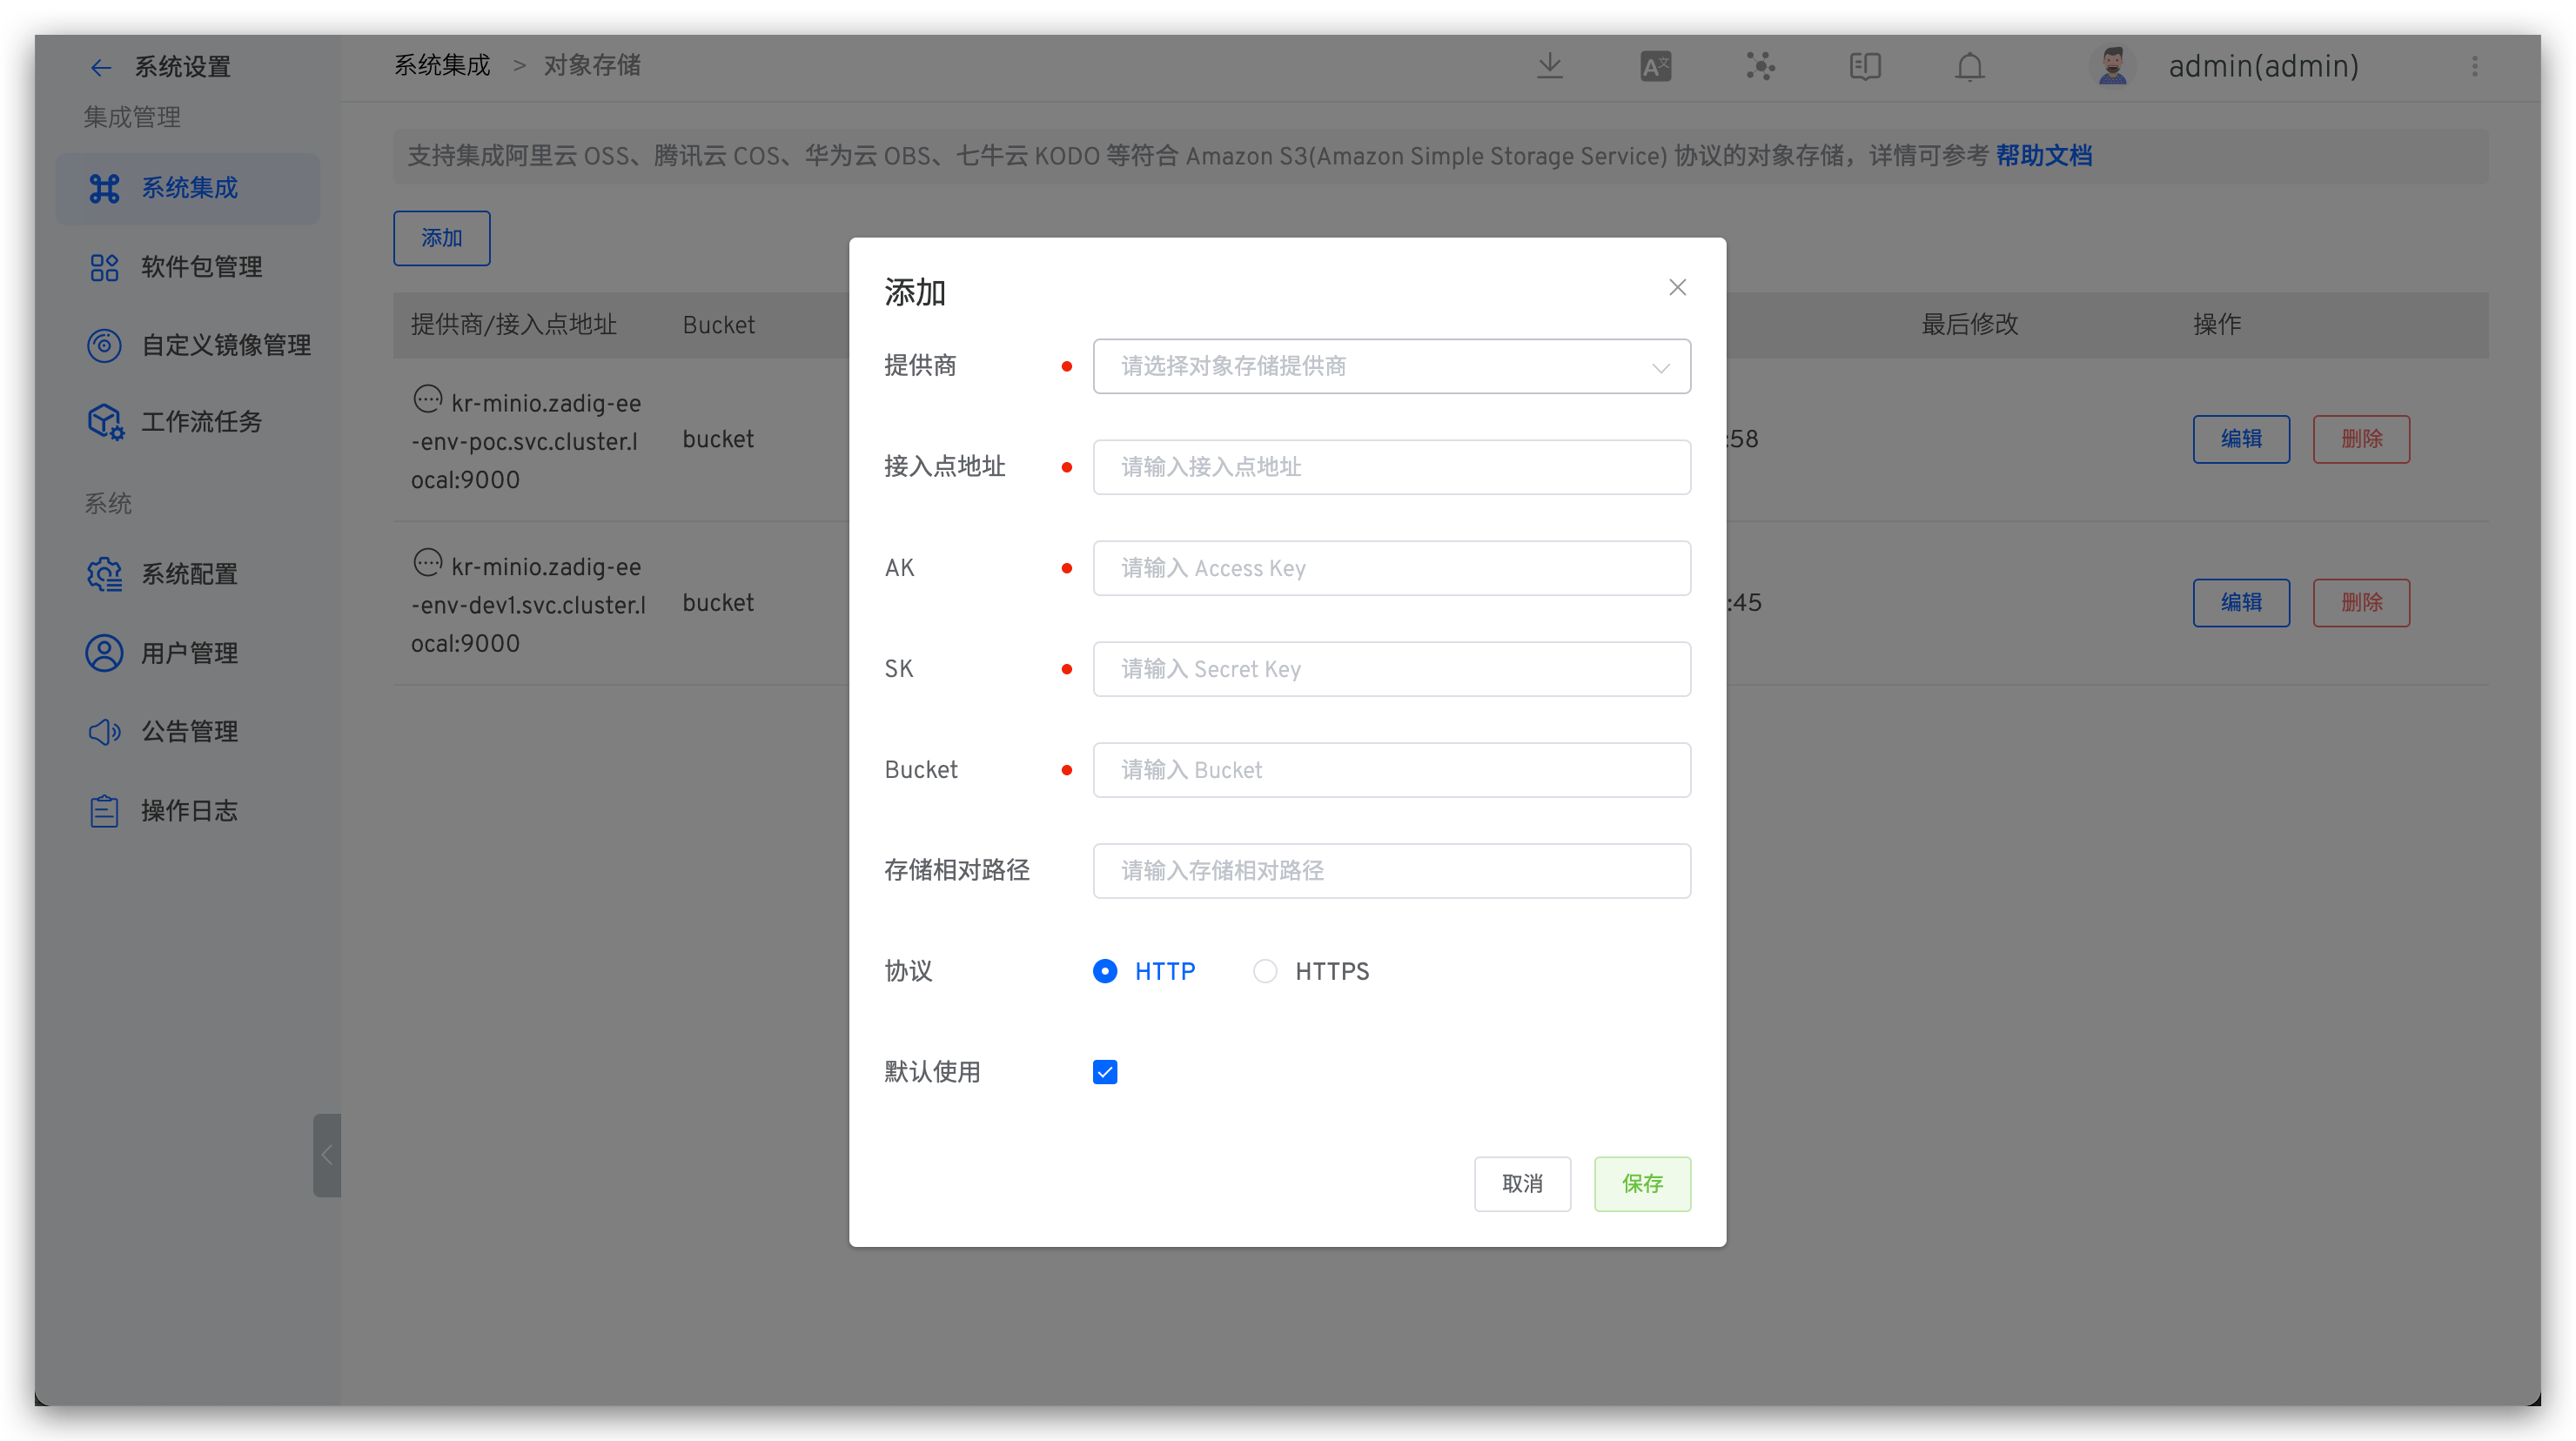 系统设置
集成管理
系统集成
软件包管理
自定义镜像管理
工作流任务
系统
系统配置
用户管理
公告管理
操作日志
系统集成 > 对象存储
A文
admin(admin)
支持集成阿里云 OSS、腾讯云 COS、华为云 OBS、七牛云 KODO 等符合 Amazon S3(Amazon Simple Storage Service) 协议的对象存储，详情可参考 帮助文档
添加
提供商/接入点地址 Bucket 最后修改 操作
kr-minio.zadig-ee
-env-poc.svc.cluster.l
ocal:9000
bucket
:58
编辑 删除
kr-minio.zadig-ee
-env-dev1.svc.cluster.l
ocal:9000
bucket
:45
编辑 删除
添加
提供商 请选择对象存储提供商
接入点地址 请输入接入点地址
AK 请输入 Access Key
SK 请输入 Secret Key
Bucket 请输入 Bucket
存储相对路径 请输入存储相对路径
协议 HTTP HTTPS
默认使用
取消 保存